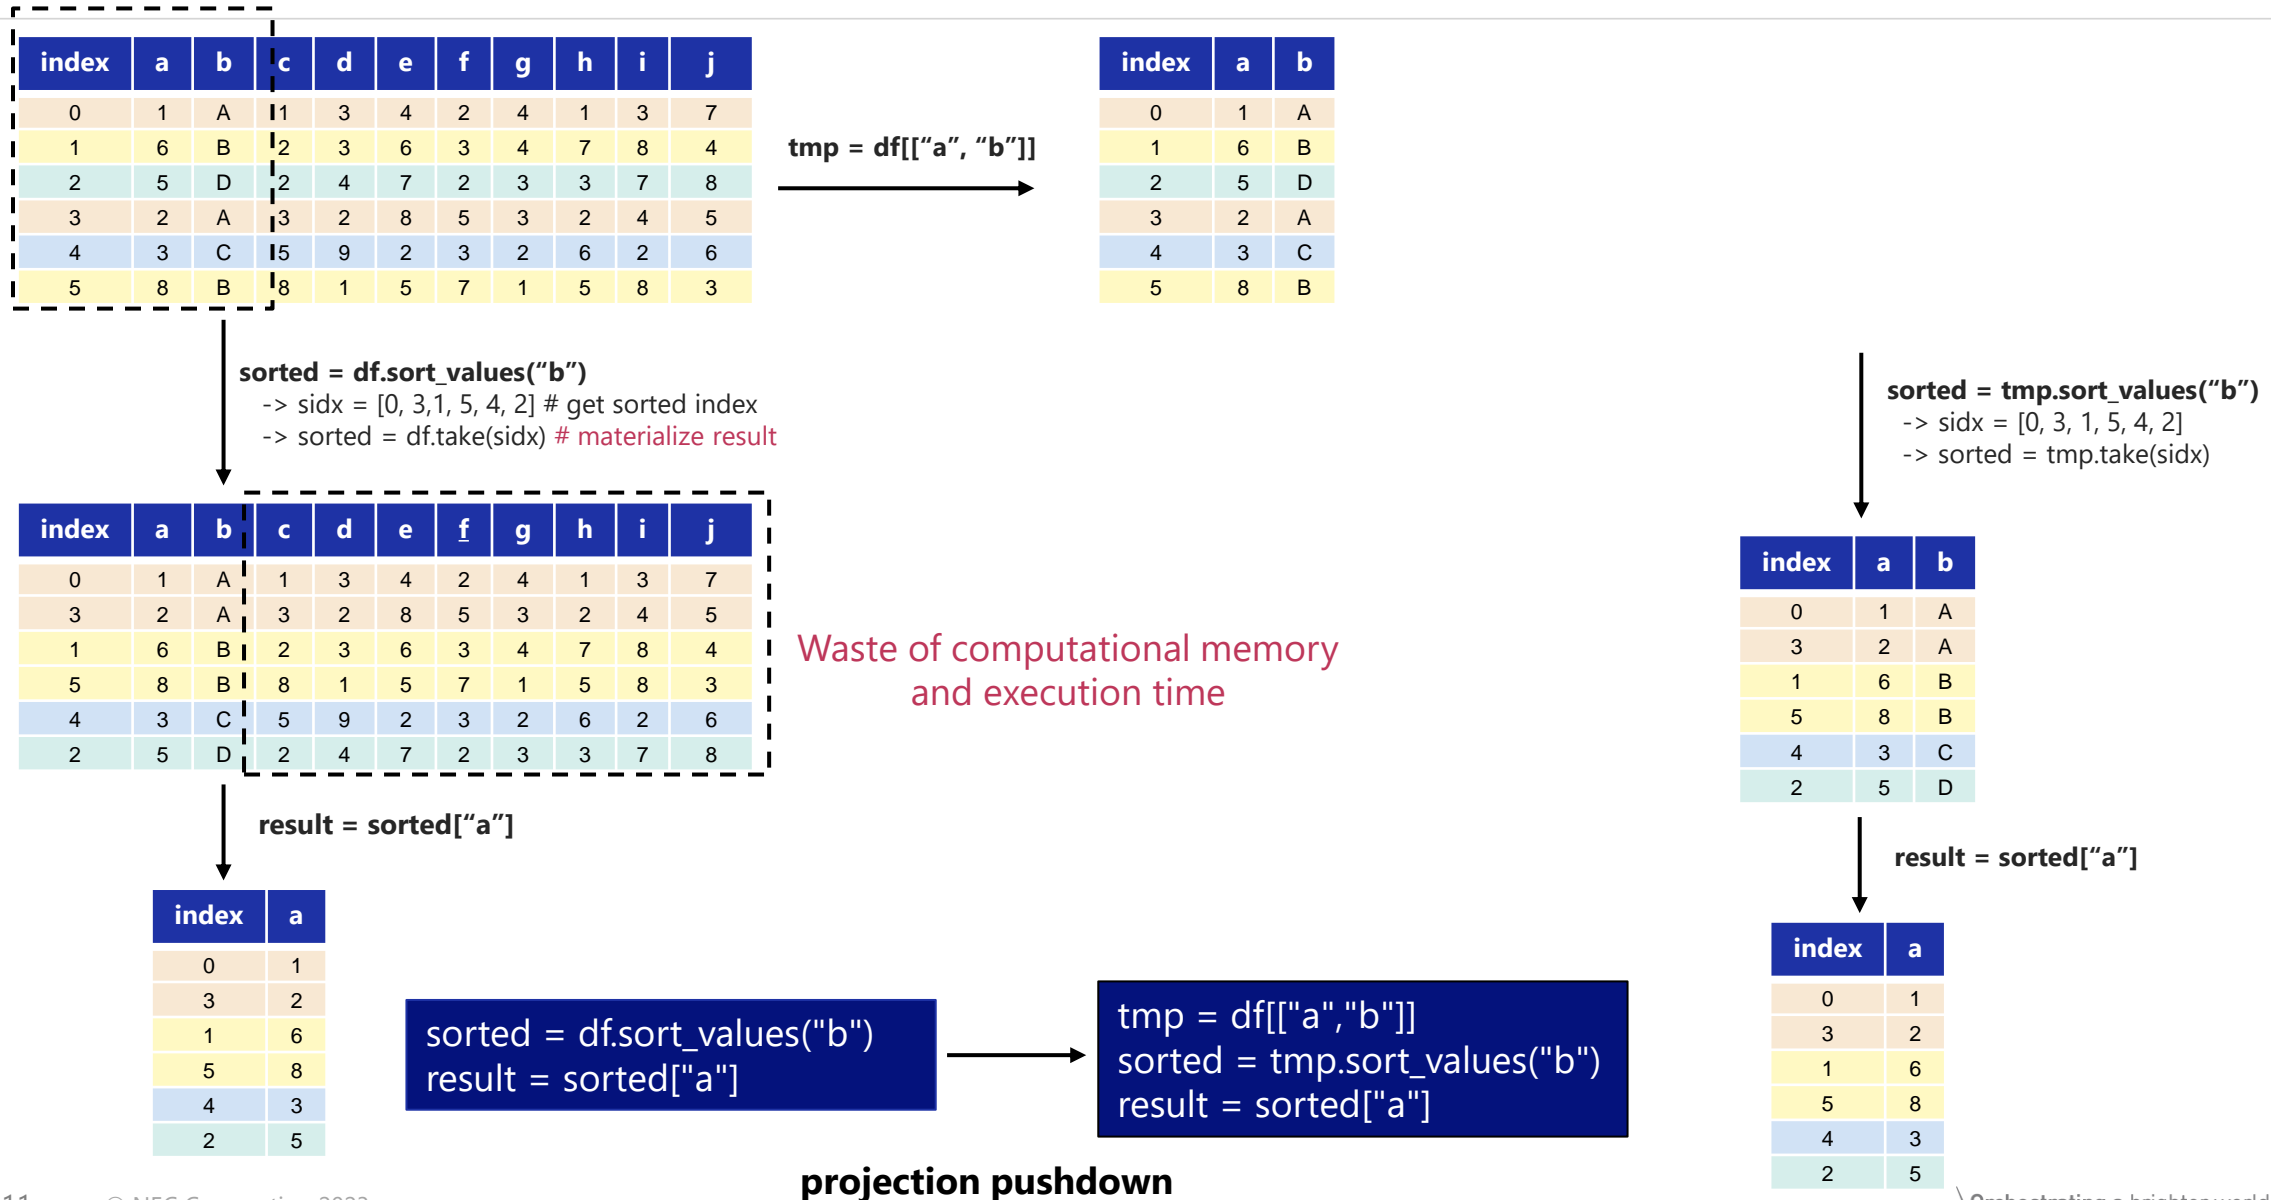 index a b c d e f g h i j
0 1 A 1 3 4 2 4 1 3 7
1 6 B 2 3 6 3 4 7 8 4
2 5 D 2 4 7 2 3 3 7 8
3 2 A 3 2 8 5 3 2 4 5
4 3 C 5 9 2 3 2 6 2 6
5 8 B 8 1 5 7 1 5 8 3
tmp = df[[“a”, “b”]]
index a b
0 1 A
1 6 B
2 5 D
3 2 A
4 3 C
5 8 B
sorted = df.sort_values(“b”)
-> sidx = [0, 3,1, 5, 4, 2] # get sorted index
-> sorted = df.take(sidx) # materialize result
sorted = tmp.sort_values(“b”)
-> sidx = [0, 3, 1, 5, 4, 2]
-> sorted = tmp.take(sidx)
index a b c d e f g h i j
0 1 A 1 3 4 2 4 1 3 7
3 2 A 3 2 8 5 3 2 4 5
1 6 B 2 3 6 3 4 7 8 4
5 8 B 8 1 5 7 1 5 8 3
4 3 C 5 9 2 3 2 6 2 6
2 5 D 2 4 7 2 3 3 7 8
Waste of computational memory
and execution time
index a b
0 1 A
3 2 A
1 6 B
5 8 B
4 3 C
2 5 D
result = sorted[“a”]
result = sorted[“a”]
index a
0 1
3 2
1 6
5 8
4 3
2 5
sorted = df.sort_values("b")
result = sorted["a"]
tmp = df[["a","b"]]
sorted = tmp.sort_values("b")
result = sorted["a"]
index a
0 1
3 2
1 6
5 8
4 3
2 5
projection pushdown